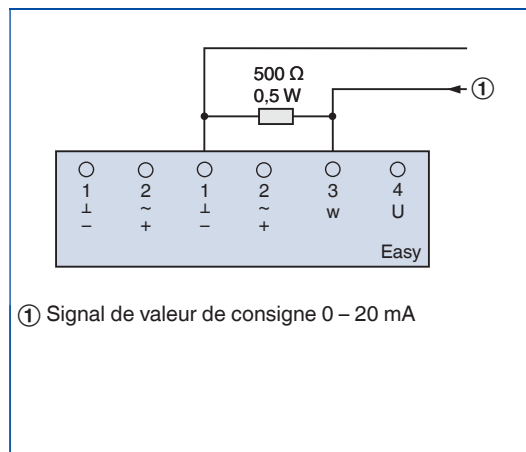 500 Ω
0,5 W
①
1 2 1 2 3 4
⊥ ~ ⊥ ~ w U
– + – +
Easy
① Signal de valeur de consigne 0 – 20 mA